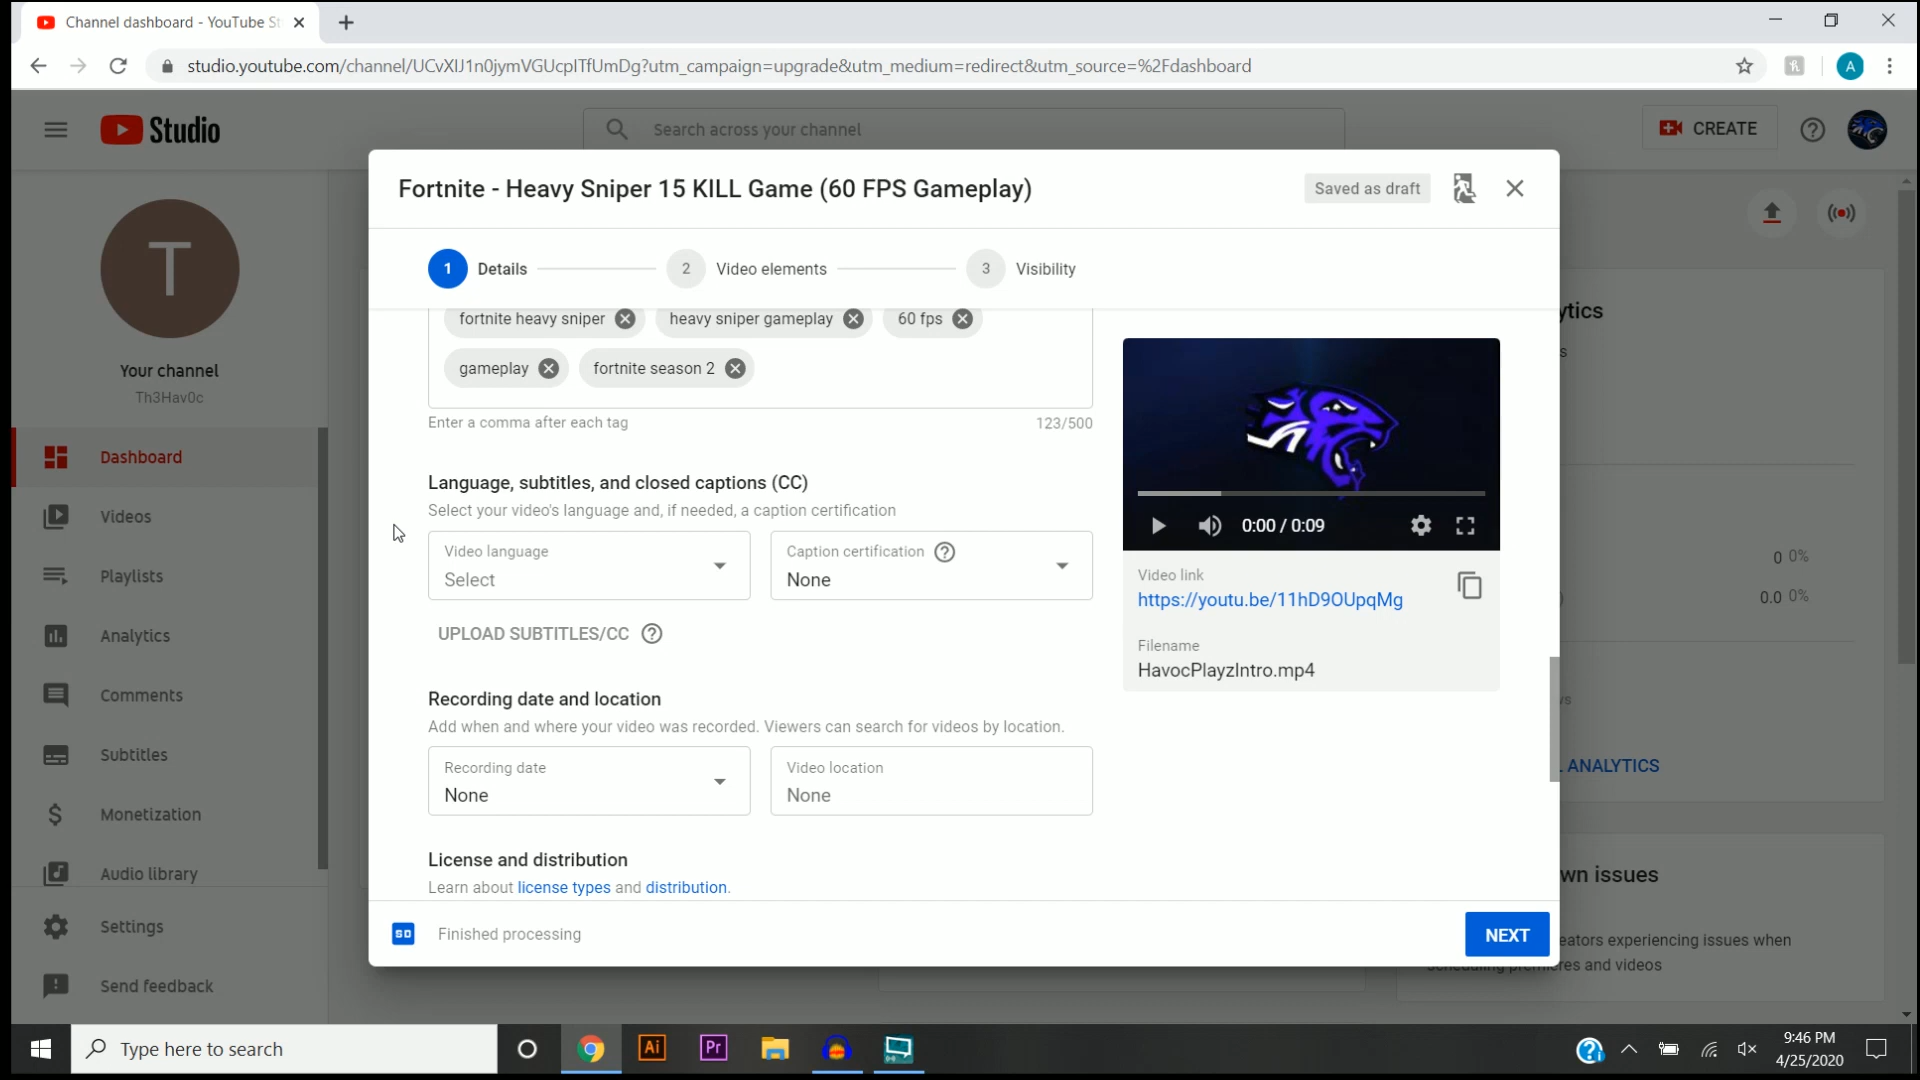 Channel dashboard - YouTube St
studio.youtube.com/channel/UCvXIJ1n0jymVGUcpITfUmDg?utm_campaign=upgrade&utm_medium=redirect&utm_source=%2Fdashboard
A
Studio
Search across your channel
CREATE
Fortnite - Heavy Sniper 15 KILL Game (60 FPS Gameplay)
Saved as draft
1 Details
2 Video elements
3 Visibility
T
Your channel
Th3Hav0c
Dashboard
Videos
Playlists
Analytics
Comments
Subtitles
Monetization
Audio library
Settings
Send feedback
fortnite heavy sniper
heavy sniper gameplay
60 fps
gameplay
fortnite season 2
Enter a comma after each tag
123/500
Language, subtitles, and closed captions (CC)
Select your video's language and, if needed, a caption certification
Video language
Select
Caption certification
None
UPLOAD SUBTITLES/CC
Recording date and location
Add when and where your video was recorded. Viewers can search for videos by location.
Recording date
None
Video location
None
License and distribution
Learn about license types and distribution.
0:00 / 0:09
Video link
https://youtu.be/11hD9OUpqMg
Filename
HavocPlayzIntro.mp4
SD
Finished processing
NEXT
ytics
s
0 0%
0.0 0%
ANALYTICS
wn issues
eators experiencing issues when
scheduling premieres and videos
Type here to search
Ai
Pr
9:46 PM
4/25/2020